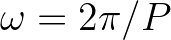 ω = 2π/P